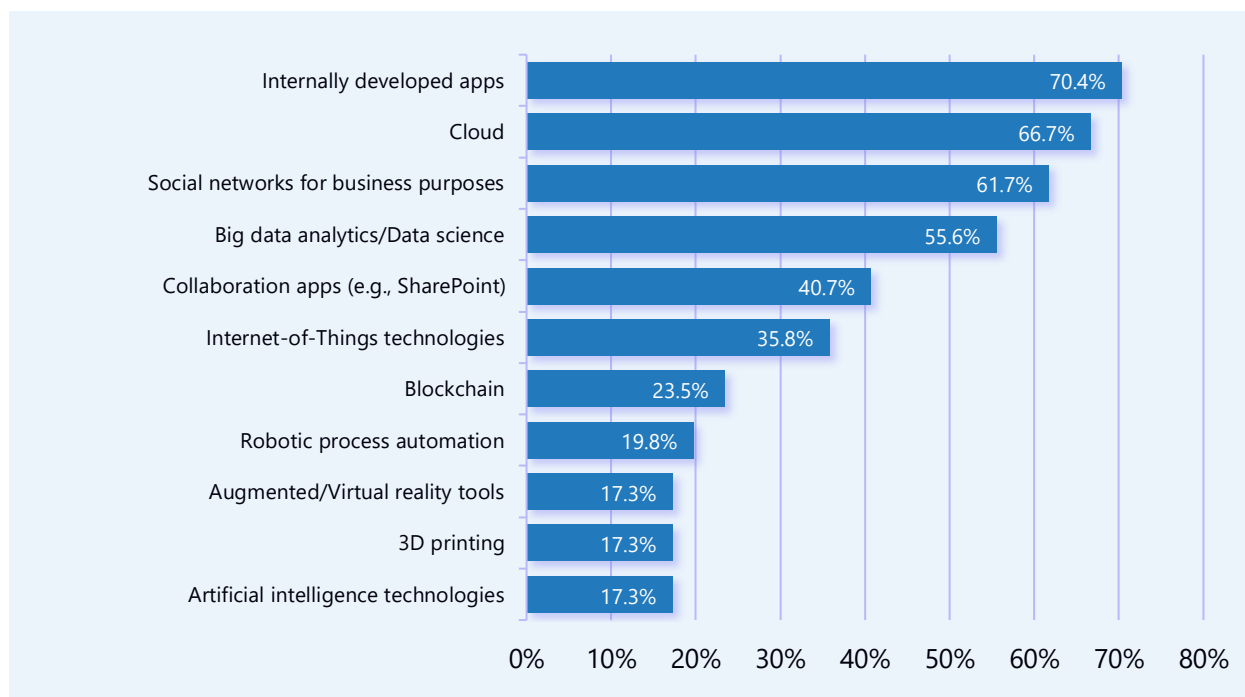 Internally developed apps 70.4%
Cloud 66.7%
Social networks for business purposes 61.7%
Big data analytics/Data science 55.6%
Collaboration apps (e.g., SharePoint) 40.7%
Internet-of-Things technologies 35.8%
Blockchain 23.5%
Robotic process automation 19.8%
Augmented/Virtual reality tools 17.3%
3D printing 17.3%
Artificial intelligence technologies 17.3%
0% 10% 20% 30% 40% 50% 60% 70% 80%